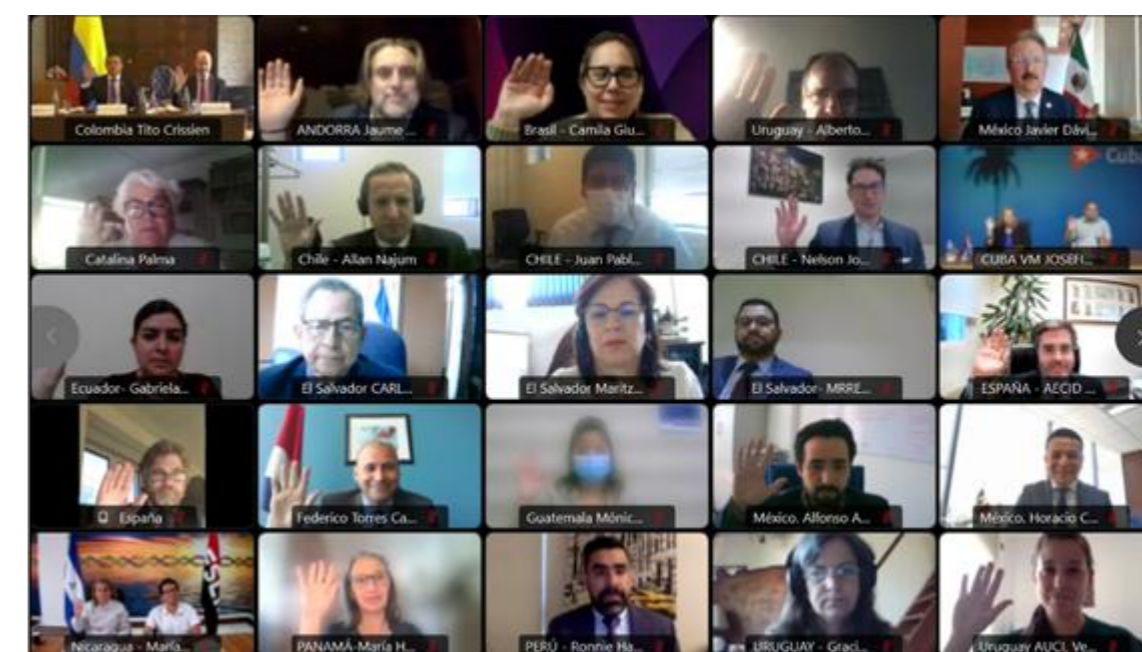 Colombia Tito Crissien
ANDORRA Jaume ...
Brasil - Camila Giu...
Uruguay - Alberto...
México Javier Dávi...
Catalina Palma
Chile - Allan Najum
CHILE - Juan Pabl...
CHILE - Nelson Jo...
Cuba
CUBA VM JOSEFI...
Ecuador- Gabriela...
El Salvador CARL...
El Salvador Maritz...
El Salvador- MRRE...
ESPAÑA - AECID ...
España
Federico Torres Ca...
Guatemala Mónic...
México. Alfonso A...
México. Horacio C...
Nicaragua - María...
PANAMÁ-María H...
PERÚ - Ronnie Ha...
URUGUAY - Graci...
Uruguay AUCI. Ve...